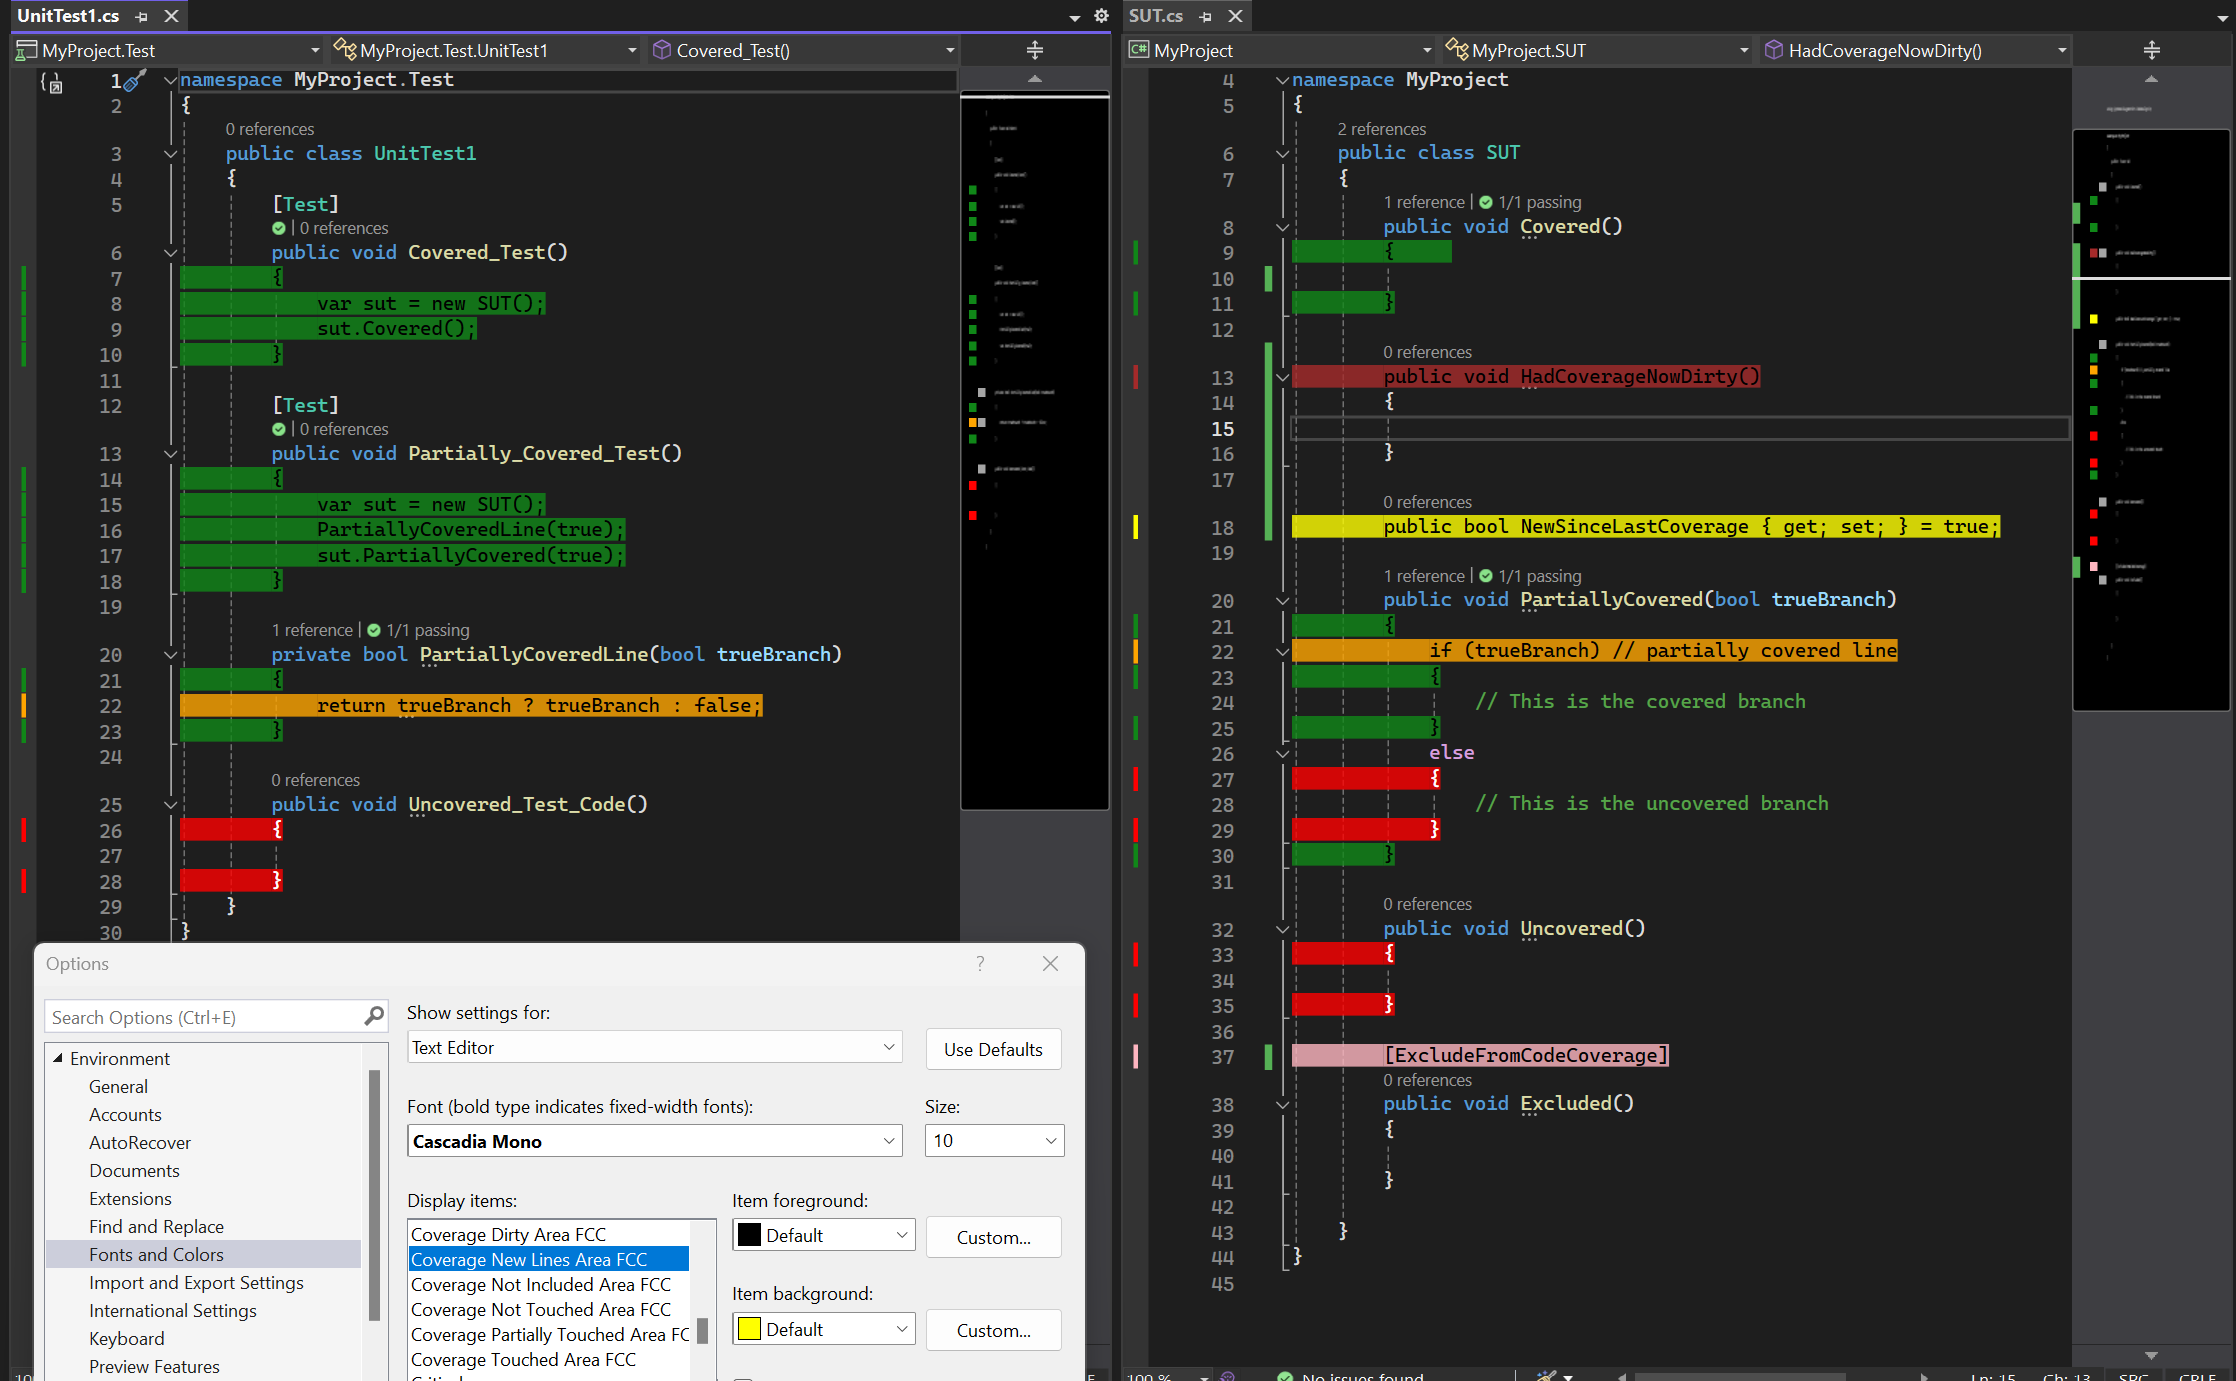 UnitTest1.cs
MyProject.Test
MyProject.Test.UnitTest1
Covered_Test()
1 namespace MyProject.Test
2 {
0 references
3 public class UnitTest1
4 {
5 [Test]
| 0 references
6 public void Covered_Test()
7 {
8 var sut = new SUT();
9 sut.Covered();
10 }
11
12 [Test]
| 0 references
13 public void Partially_Covered_Test()
14 {
15 var sut = new SUT();
16 PartiallyCoveredLine(true);
17 sut.PartiallyCovered(true);
18 }
19
1 reference | 1/1 passing
20 private bool PartiallyCoveredLine(bool trueBranch)
21 {
22 return trueBranch ? trueBranch : false;
23 }
24
0 references
25 public void Uncovered_Test_Code()
26 {
27
28 }
29 }
30 }
Options
?
Search Options (Ctrl+E)
Environment
General
Accounts
AutoRecover
Documents
Extensions
Find and Replace
Fonts and Colors
Import and Export Settings
International Settings
Keyboard
Preview Features
Show settings for:
Text Editor
Use Defaults
Font (bold type indicates fixed-width fonts):
Size:
Cascadia Mono
10
Display items:
Coverage Dirty Area FCC
Coverage New Lines Area FCC
Coverage Not Included Area FCC
Coverage Not Touched Area FCC
Coverage Partially Touched Area FC
Coverage Touched Area FCC
Item foreground:
Default
Custom...
Item background:
Default
Custom...
SUT.cs
C# MyProject
MyProject.SUT
HadCoverageNowDirty()
4 namespace MyProject
5 {
2 references
6 public class SUT
7 {
1 reference | 1/1 passing
8 public void Covered()
9 {
10
11 }
12
0 references
13 public void HadCoverageNowDirty()
14 {
15
16 }
17
0 references
18 public bool NewSinceLastCoverage { get; set; } = true;
19
1 reference | 1/1 passing
20 public void PartiallyCovered(bool trueBranch)
21 {
22 if (trueBranch) // partially covered line
23 {
24 // This is the covered branch
25 }
26 else
27 {
28 // This is the uncovered branch
29 }
30 }
31
0 references
32 public void Uncovered()
33 {
34
35 }
36
37 [ExcludeFromCodeCoverage]
0 references
38 public void Excluded()
39 {
40
41 }
42
43 }
44 }
45
100 %
No issues found
Ln: 15
Ch: 13
SPC
CRLF